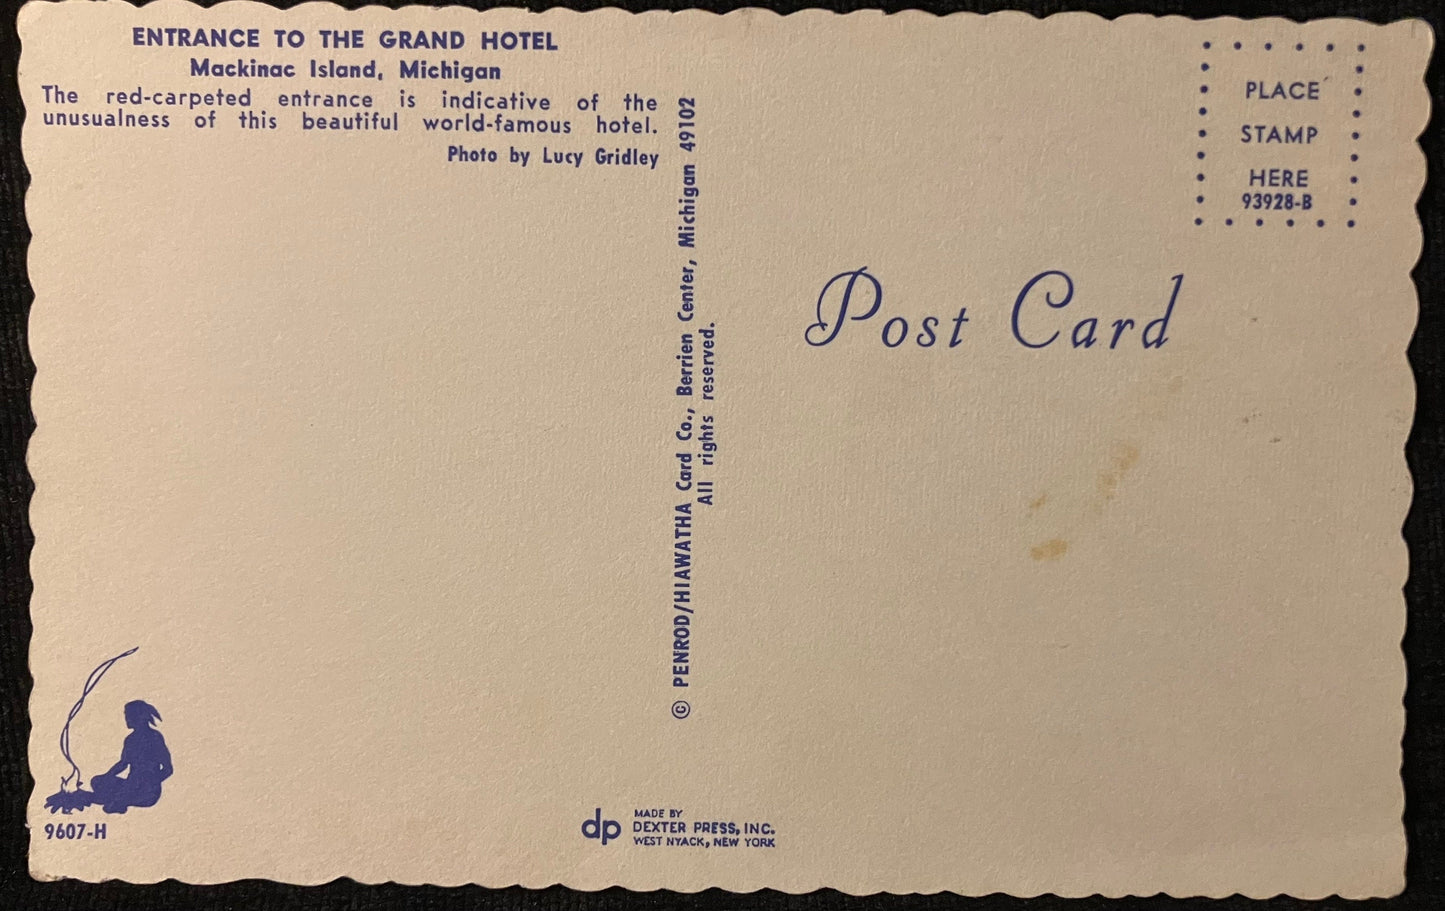 ENTRANCE TO THE GRAND HOTEL
Mackinac Island, Michigan
The red-carpeted entrance is indicative of the
unusualness of this beautiful world-famous hotel.
Photo by Lucy Gridley
© PENROD/HIAWATHA Card Co., Berrien Center, Michigan 49102
All rights reserved.
PLACE
STAMP
HERE
93928-B
Post Card
9607-H
dp
MADE BY
DEXTER PRESS, INC.
WEST NYACK, NEW YORK